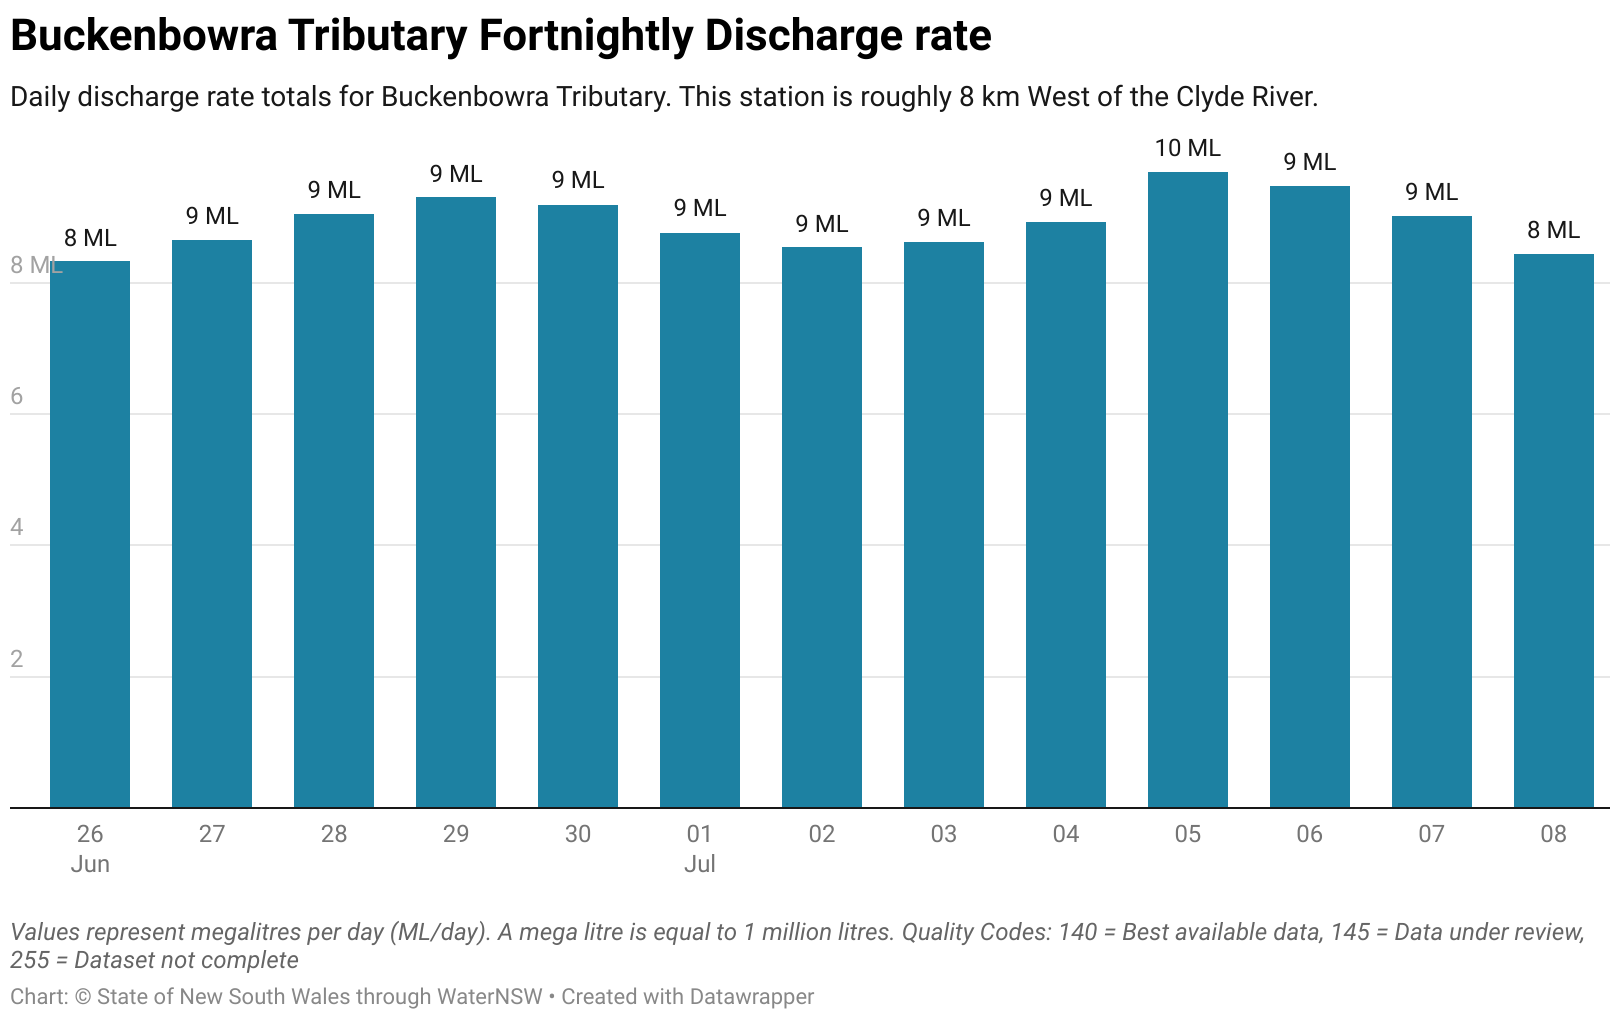 Buckenbowra Tributary Fortnightly Discharge rate
Daily discharge rate totals for Buckenbowra Tributary. This station is roughly 8 km West of the Clyde River.
8 ML 9 ML 9 ML 9 ML 9 ML 9 ML 9 ML 9 ML 9 ML 10 ML 9 ML 9 ML 8 ML
8 ML
6
4
2
26 27 28 29 30 01 02 03 04 05 06 07 08
Jun Jul
Values represent megalitres per day (ML/day). A mega litre is equal to 1 million litres. Quality Codes: 140 = Best available data, 145 = Data under review,
255 = Dataset not complete
Chart: © State of New South Wales through WaterNSW • Created with Datawrapper